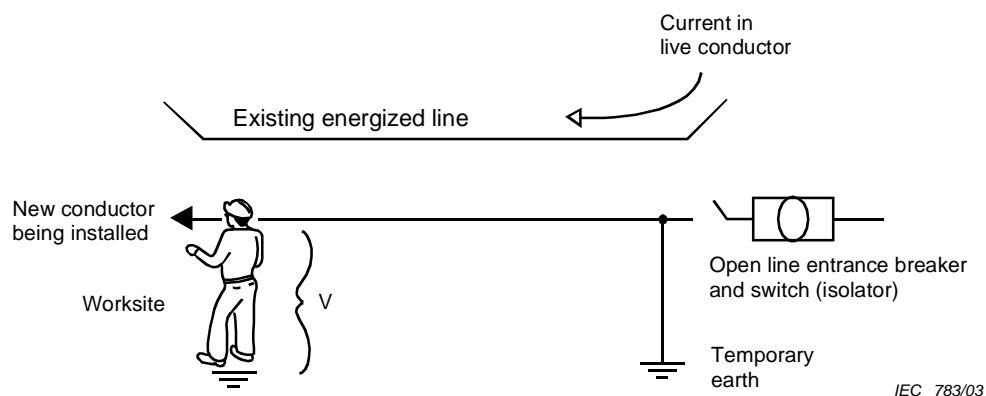 Current in
live conductor
Existing energized line
New conductor
being installed
Worksite
V
Open line entrance breaker
and switch (isolator)
Temporary
earth
IEC 783/03